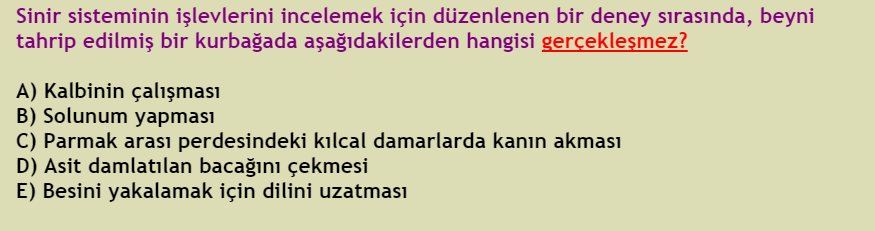 Sinir sisteminin işlevlerini incelemek için düzenlenen bir deney sırasında, beyni
tahrip edilmiş bir kurbağada aşağıdakilerden hangisi gerçekleşmez?
A) Kalbinin çalışması
B) Solunum yapması
C) Parmak arası perdesindeki kılcal damarlarda kanın akması
D) Asit damlatılan bacağını çekmesi
E) Besini yakalamak için dilini uzatması